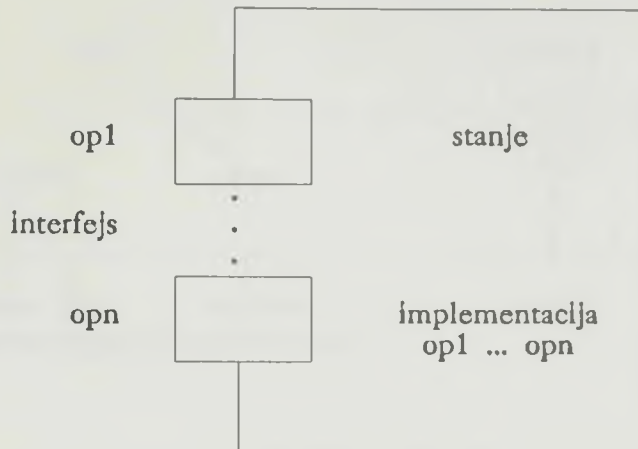 op1
stanje
interfejs
opn
implementacija
op1 ... opn